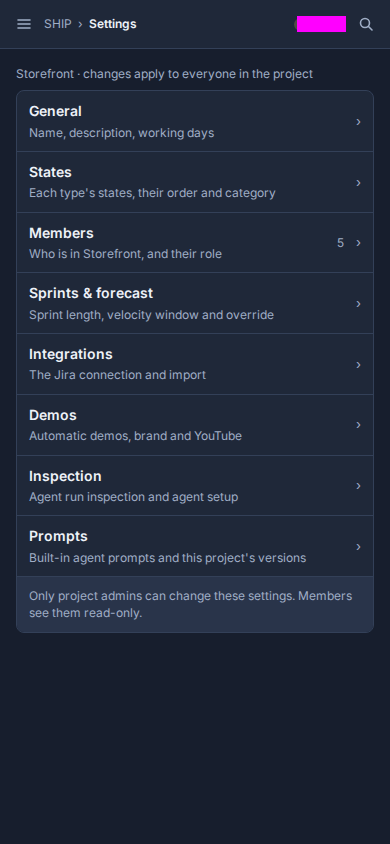 SHIP › Settings
Storefront · changes apply to everyone in the project
General
Name, description, working days
States
Each type's states, their order and category
Members
Who is in Storefront, and their role
5
Sprints & forecast
Sprint length, velocity window and override
Integrations
The Jira connection and import
Demos
Automatic demos, brand and YouTube
Inspection
Agent run inspection and agent setup
Prompts
Built-in agent prompts and this project's versions
Only project admins can change these settings. Members
see them read-only.